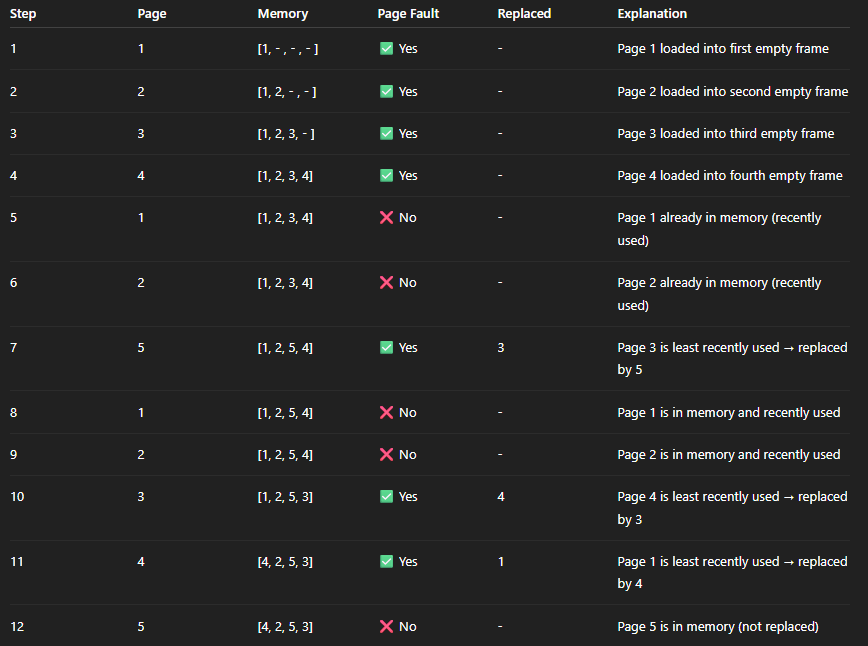 Step Page Memory Page Fault Replaced Explanation
1 1 [1, - , - , - ] ✅ Yes - Page 1 loaded into first empty frame
2 2 [1, 2, - , - ] ✅ Yes - Page 2 loaded into second empty frame
3 3 [1, 2, 3, - ] ✅ Yes - Page 3 loaded into third empty frame
4 4 [1, 2, 3, 4] ✅ Yes - Page 4 loaded into fourth empty frame
5 1 [1, 2, 3, 4] ❌ No - Page 1 already in memory (recently
used)
6 2 [1, 2, 3, 4] ❌ No - Page 2 already in memory (recently
used)
7 5 [1, 2, 5, 4] ✅ Yes 3 Page 3 is least recently used → replaced
by 5
8 1 [1, 2, 5, 4] ❌ No - Page 1 is in memory and recently used
9 2 [1, 2, 5, 4] ❌ No - Page 2 is in memory and recently used
10 3 [1, 2, 5, 3] ✅ Yes 4 Page 4 is least recently used → replaced
by 3
11 4 [4, 2, 5, 3] ✅ Yes 1 Page 1 is least recently used → replaced
by 4
12 5 [4, 2, 5, 3] ❌ No - Page 5 is in memory (not replaced)